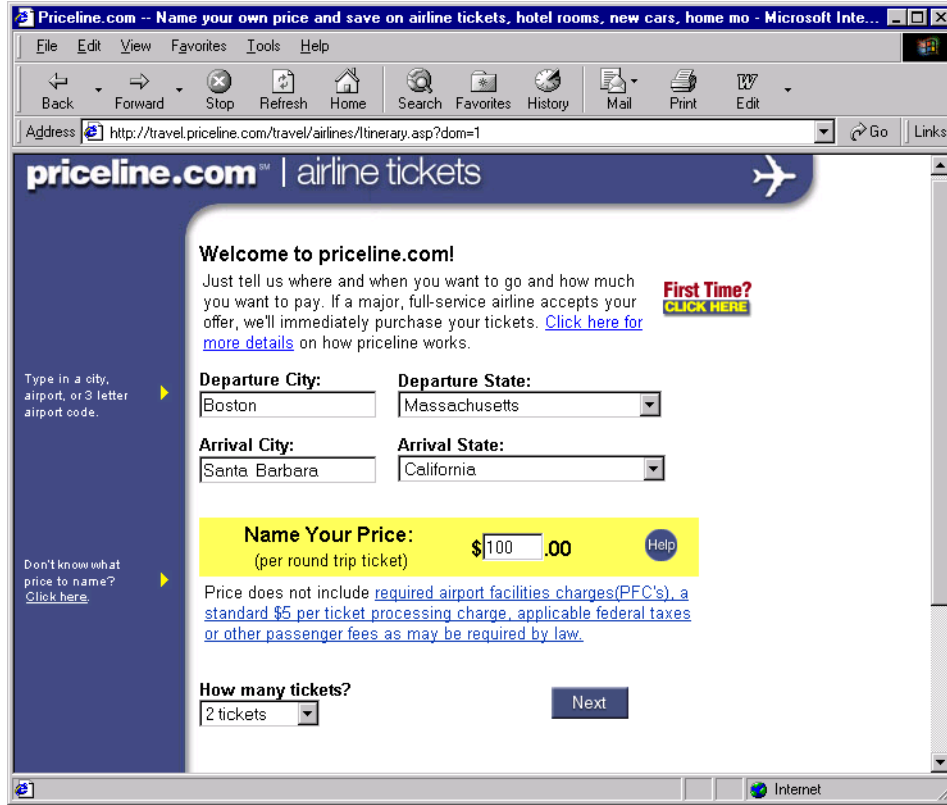 Priceline.com -- Name your own price and save on airline tickets, hotel rooms, new cars, home mo - Microsoft Inte...
File Edit View Favorites Tools Help
Back Forward Stop Refresh Home Search Favorites History Mail Print Edit
Address http://travel.priceline.com/travel/airlines/Itinerary.asp?dom=1 Go Links
priceline.com℠ | airline tickets
Welcome to priceline.com!
Just tell us where and when you want to go and how much
you want to pay. If a major, full-service airline accepts your
offer, we'll immediately purchase your tickets. Click here for
more details on how priceline works.
First Time?
CLICK HERE
Type in a city,
airport, or 3 letter
airport code.
Departure City: Departure State:
Boston Massachusetts
Arrival City: Arrival State:
Santa Barbara California
Don't know what
price to name?
Click here.
Name Your Price:
(per round trip ticket)
$100.00
Help
Price does not include required airport facilities charges(PFC's), a
standard $5 per ticket processing charge, applicable federal taxes
or other passenger fees as may be required by law.
How many tickets?
2 tickets
Next
Internet